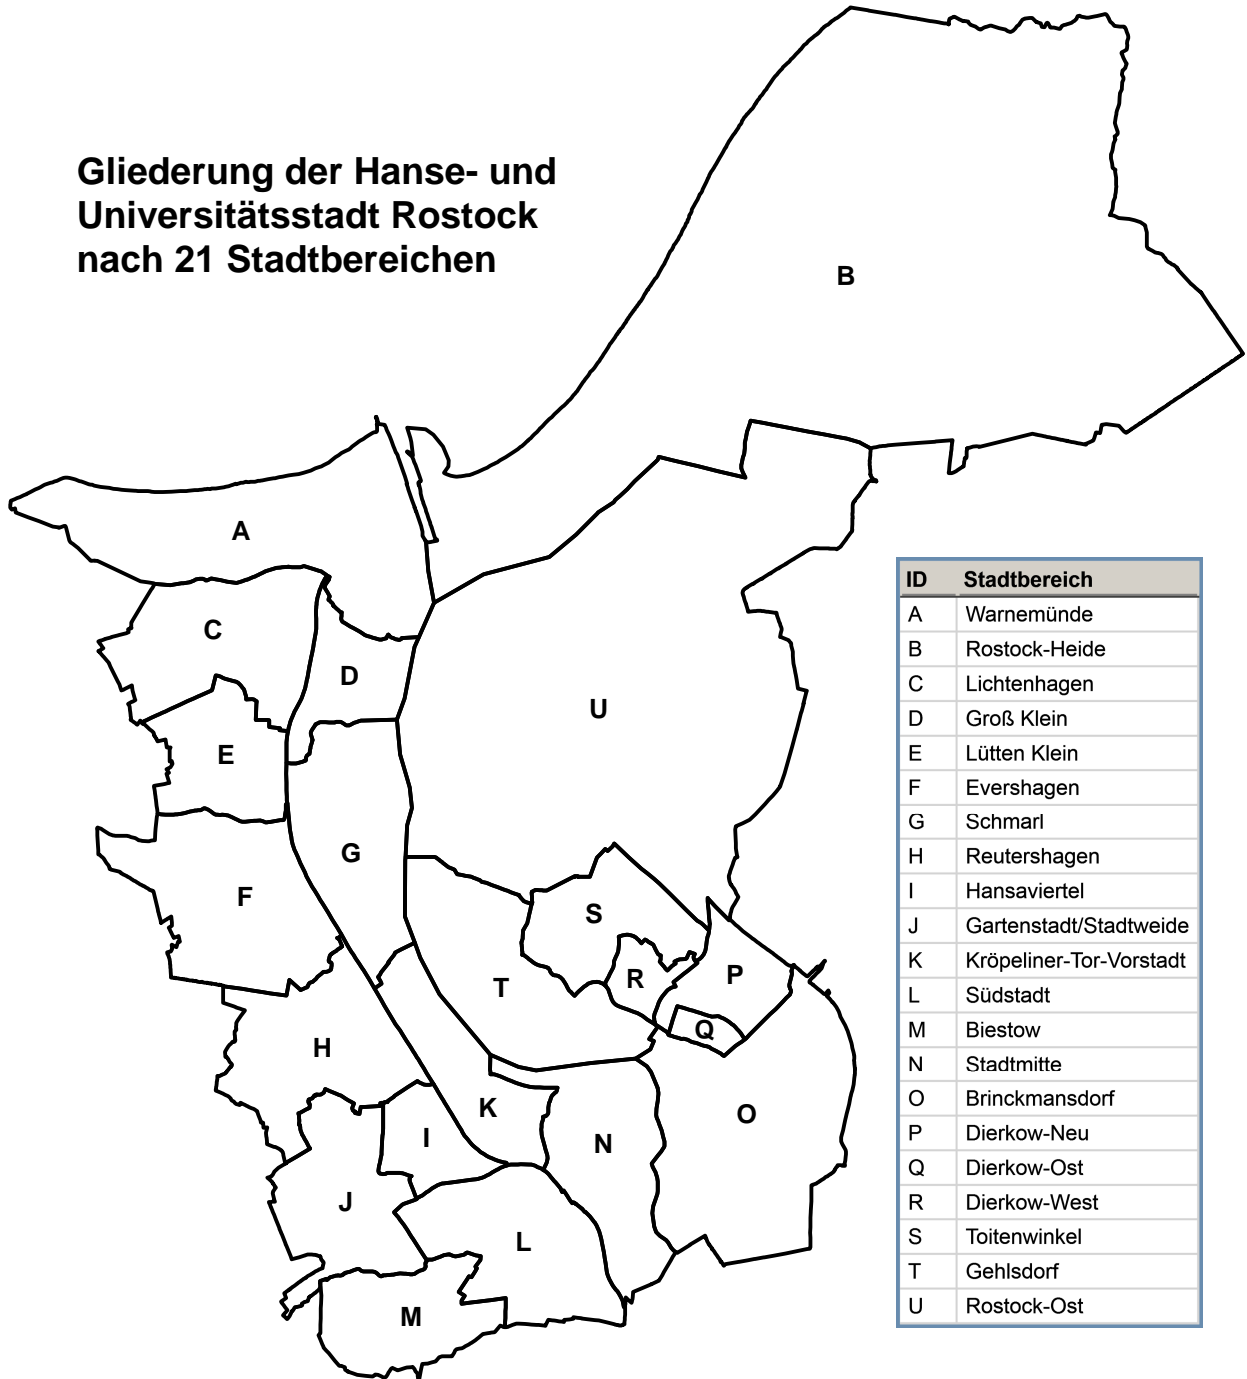 Gliederung der Hanse- und
Universitätsstadt Rostock
nach 21 Stadtbereichen
B
A
C
D
U
E
G
F
S
R
P
T
Q
H
K
O
I
N
J
L
M
ID Stadtbereich
A Warnemünde
B Rostock-Heide
C Lichtenhagen
D Groß Klein
E Lütten Klein
F Evershagen
G Schmarl
H Reutershagen
I Hansaviertel
J Gartenstadt/Stadtweide
K Kröpeliner-Tor-Vorstadt
L Südstadt
M Biestow
N Stadtmitte
O Brinckmansdorf
P Dierkow-Neu
Q Dierkow-Ost
R Dierkow-West
S Toitenwinkel
T Gehlsdorf
U Rostock-Ost